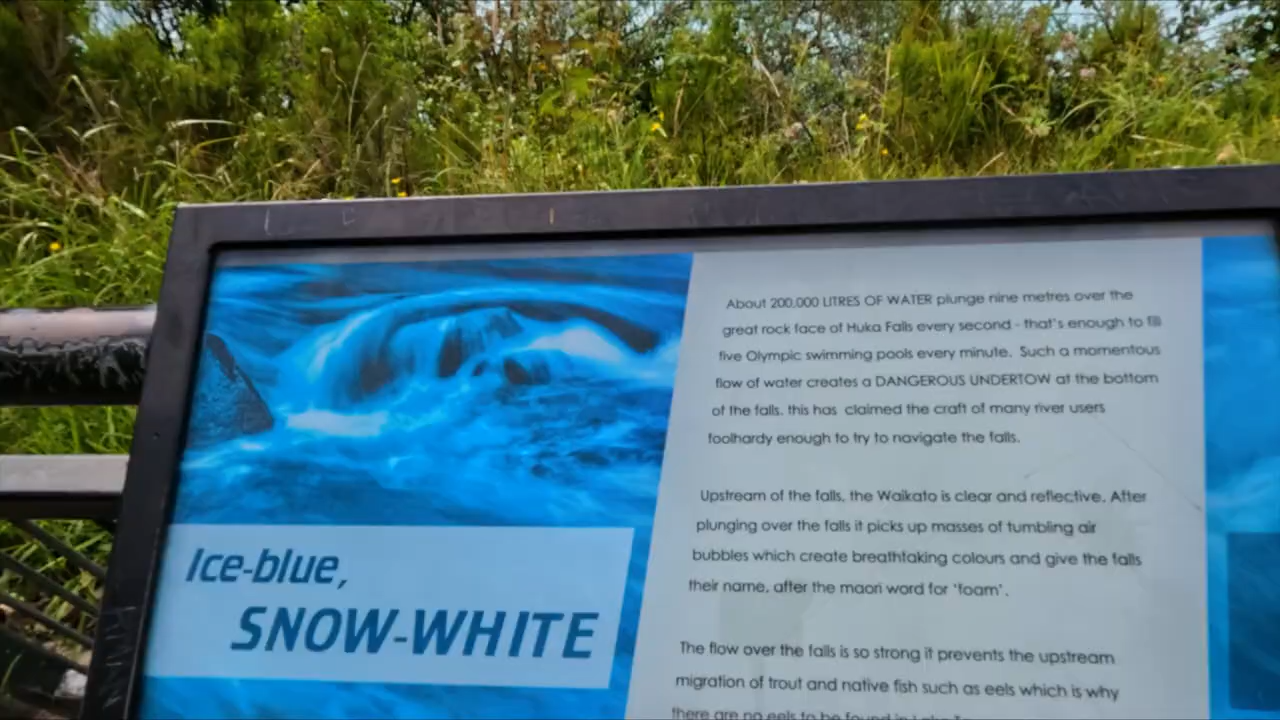 Ice-blue,
SNOW-WHITE
About 200,000 LITRES OF WATER plunge nine metres over the
great rock face of Huka Falls every second - that's enough to fill
five Olympic swimming pools every minute. Such a momentous
flow of water creates a DANGEROUS UNDERTOW at the bottom
of the falls. this has claimed the craft of many river users
foolhardy enough to try to navigate the falls.
Upstream of the falls, the Waikato is clear and reflective. After
plunging over the falls it picks up masses of tumbling air
bubbles which create breathtaking colours and give the falls
their name, after the maori word for 'foam'.
The flow over the falls is so strong it prevents the upstream
migration of trout and native fish such as eels which is why
there are no eels to be found in Lake